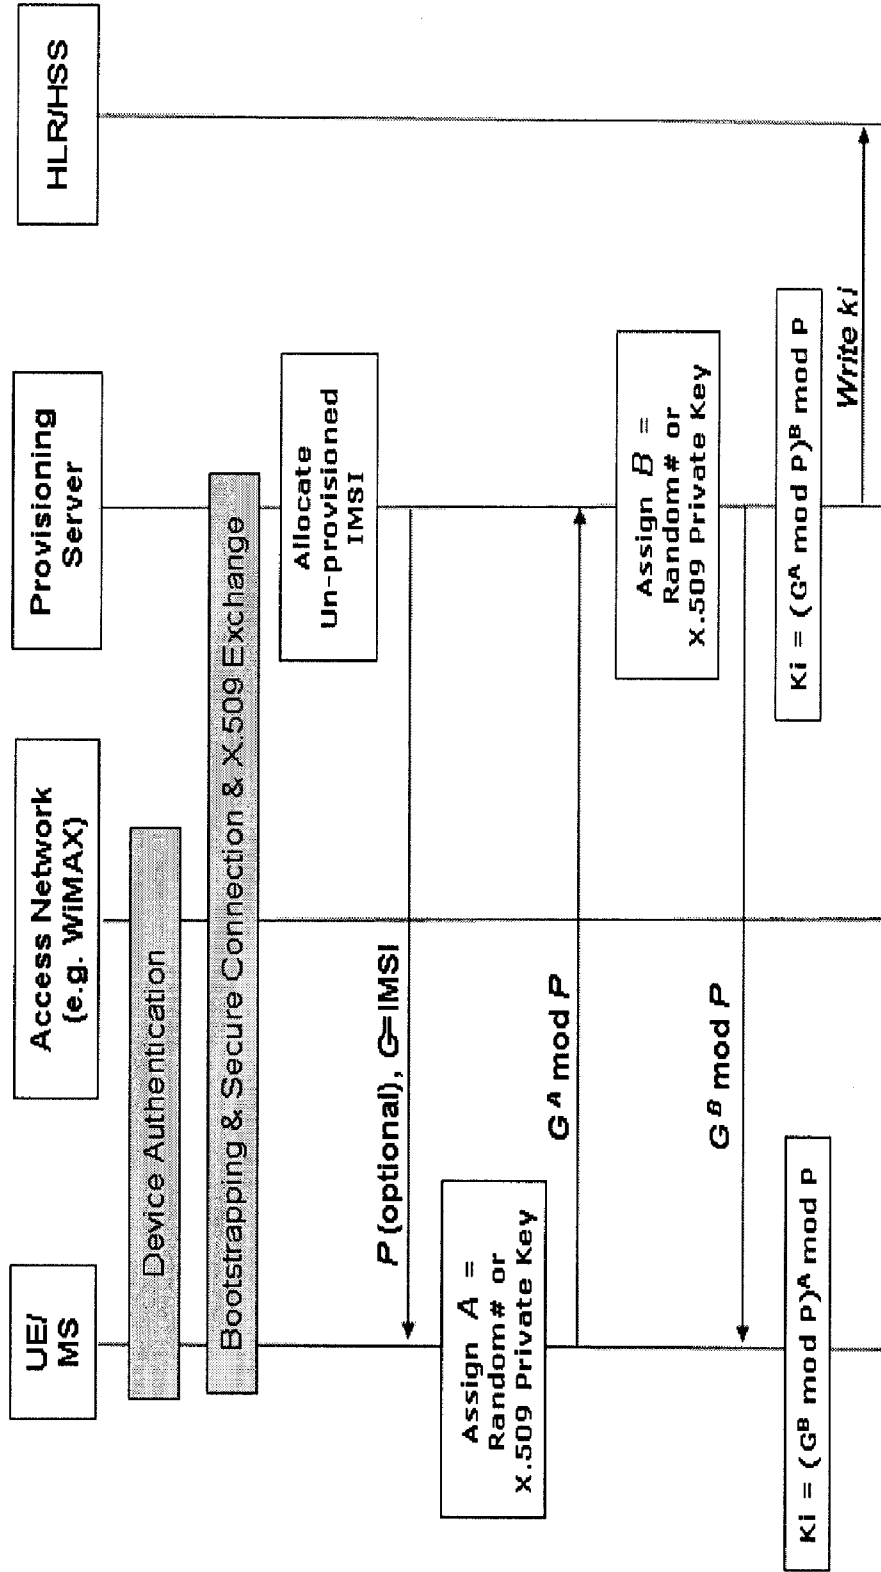 UE/
MS
Access Network
(e.g. WiMAX)
Provisioning
Server
HLR/HSS
Device Authentication
Bootstrapping & Secure Connection & X.509 Exchange
Allocate
Un-provisioned
IMSI
P (optional), G=IMSI
Assign A =
Random# or
X.509 Private Key
G^A mod P
Assign B =
Random# or
X.509 Private Key
G^B mod P
Ki = (G^B mod P)^A mod P
Ki = (G^A mod P)^B mod P
Write ki